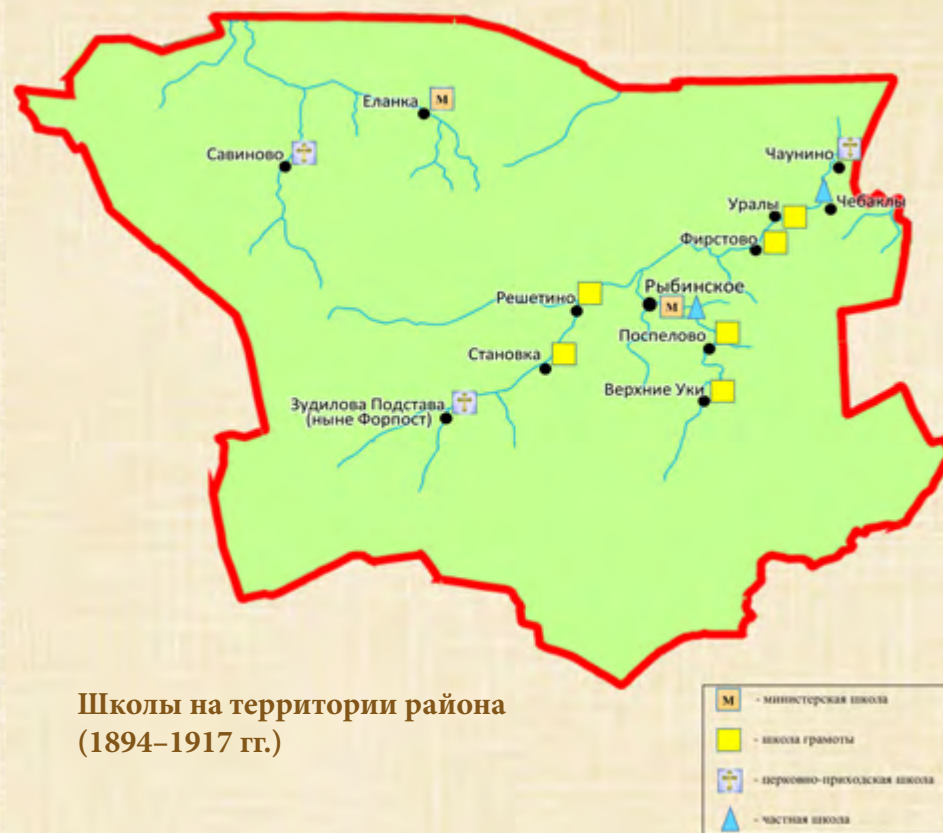 Еланка
М
Савиново
Чаунино
Чебаклы
Уралы
Фирстово
Рыбинское
М
Решетино
Поспелово
Становка
Верхние Уки
Зудилова Подстава
(ныне Форпост)
Школы на территории района
(1894–1917 гг.)
М - министерская школа
- школа грамоты
- церковно-приходская школа
- частная школа